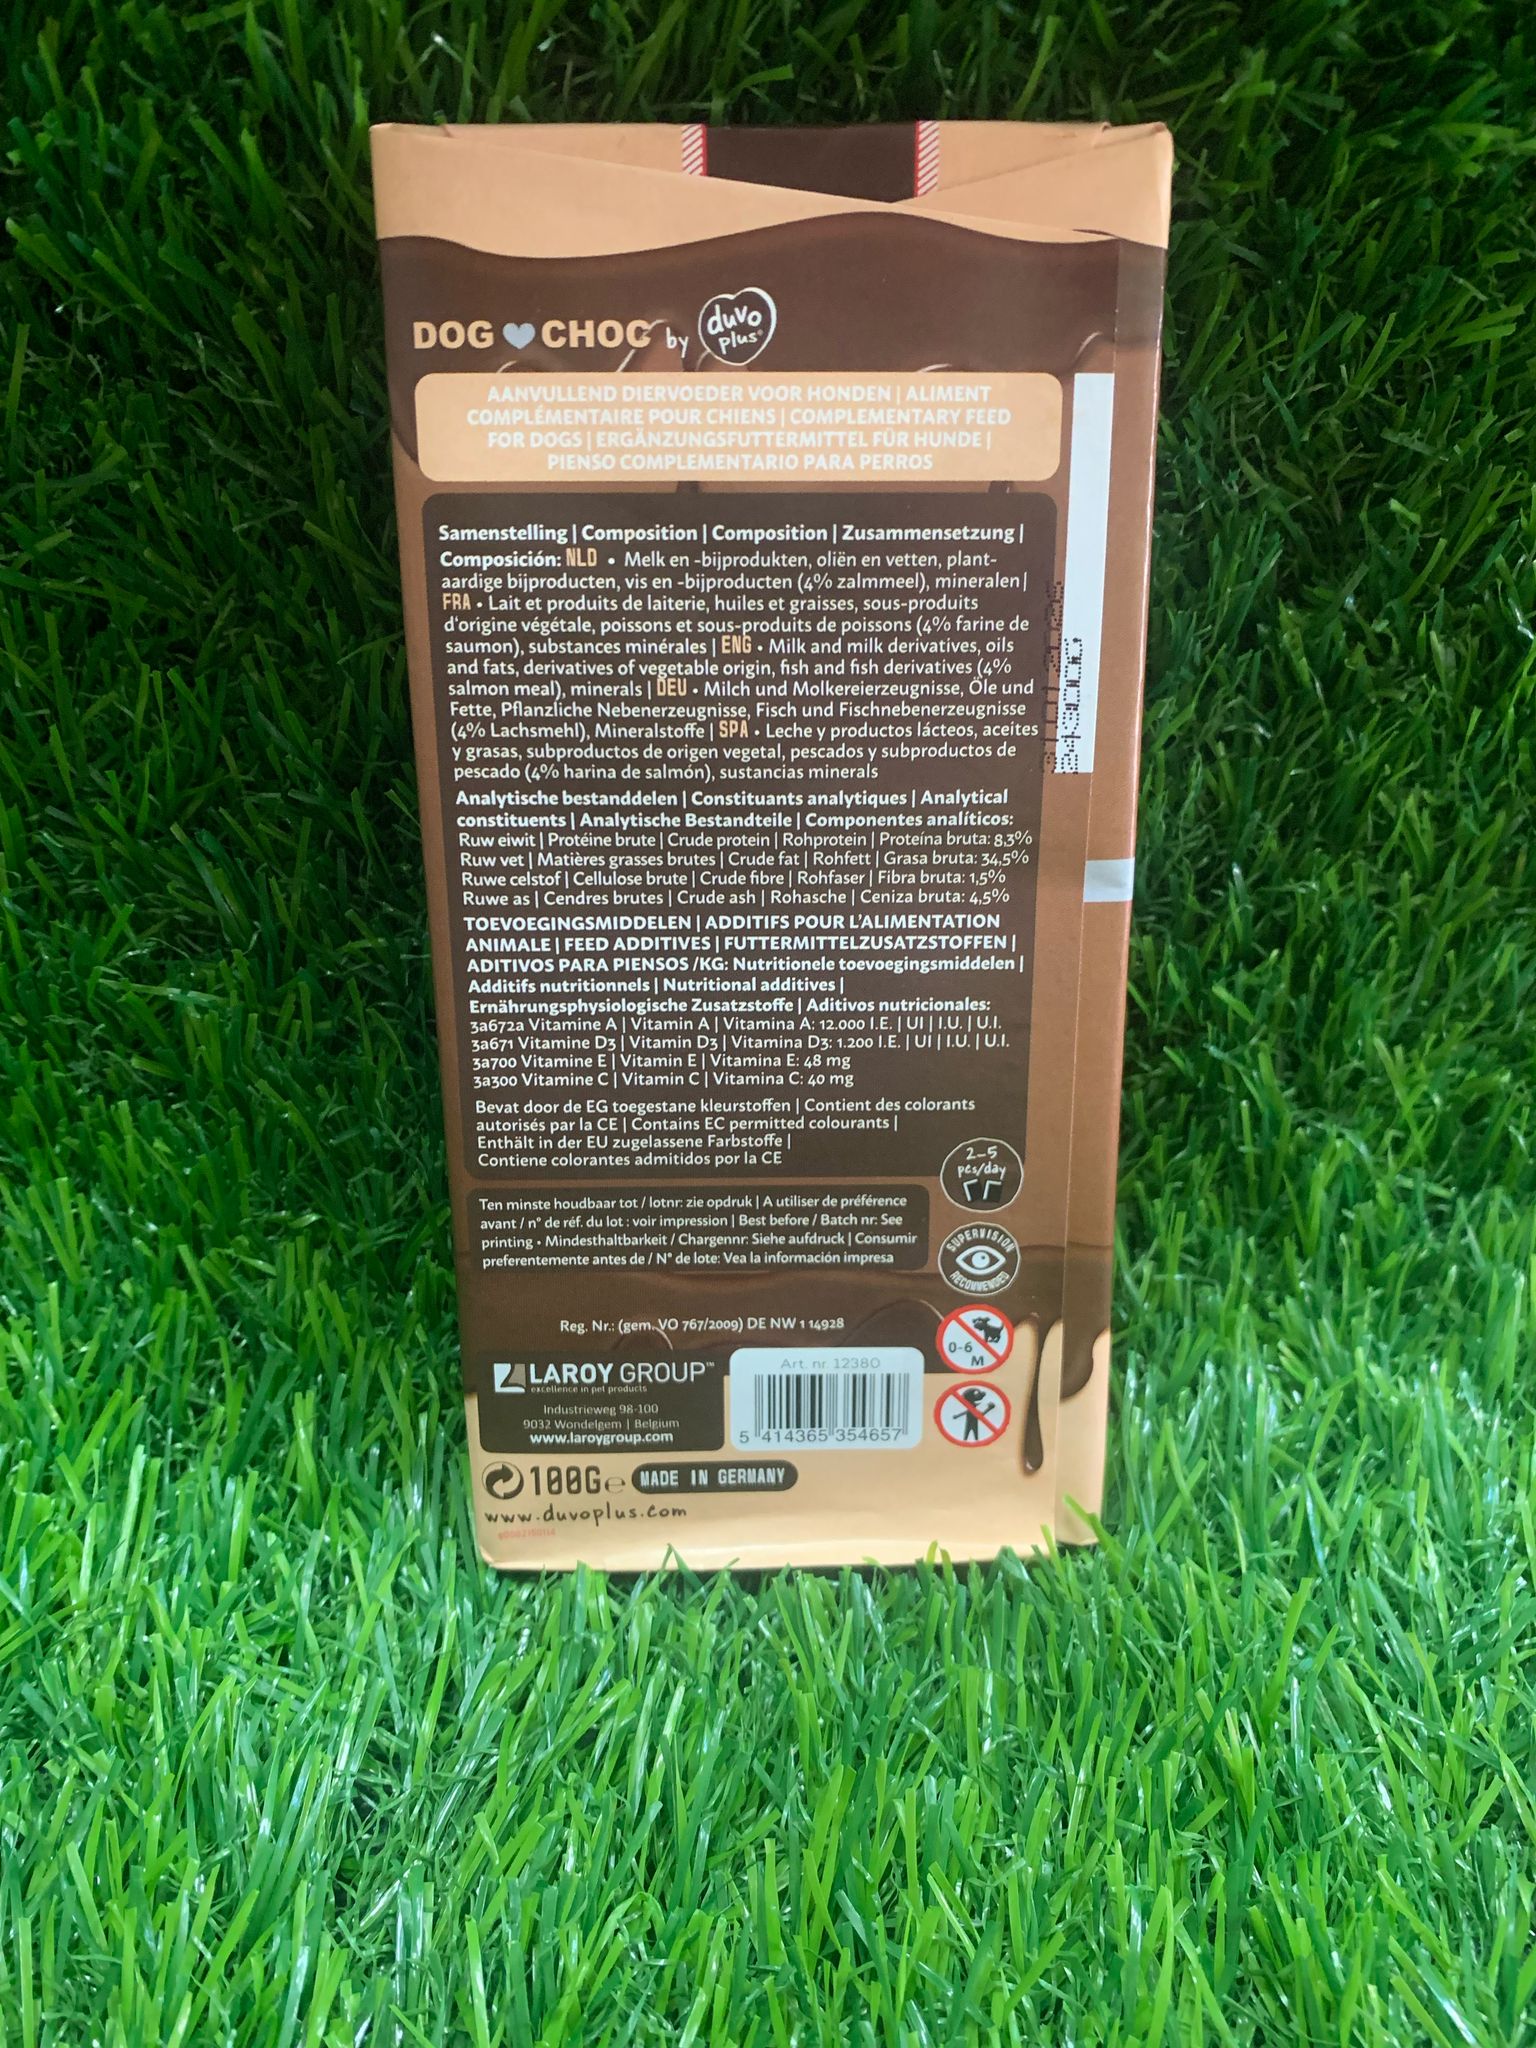 DOG CHOC by duvo plus
AANVULLEND DIERVOEDER VOOR HONDEN | ALIMENT
COMPLÉMENTAIRE POUR CHIENS | COMPLEMENTARY FEED
FOR DOGS | ERGÄNZUNGSFUTTERMITTEL FÜR HUNDE |
PIENSO COMPLEMENTARIO PARA PERROS
Samenstelling | Composition | Composition | Zusammensetzung |
Composición: NLD • Melk en -bijprodukten, oliën en vetten, plant-
aardige bijproducten, vis en -bijproducten (4% zalmmeel), mineralen |
FRA • Lait et produits de laiterie, huiles et graisses, sous-produits
d'origine végétale, poissons et sous-produits de poissons (4% farine de
saumon), substances minérales | ENG • Milk and milk derivatives, oils
and fats, derivatives of vegetable origin, fish and fish derivatives (4%
salmon meal), minerals | DEU • Milch und Molkereierzeugnisse, Öle und
Fette, Pflanzliche Nebenerzeugnisse, Fisch und Fischnebenerzeugnisse
(4% Lachsmehl), Mineralstoffe | SPA • Leche y productos lácteos, aceites
y grasas, subproductos de origen vegetal, pescados y subproductos de
pescado (4% harina de salmón), sustancias minerals
Analytische bestanddelen | Constituants analytiques | Analytical
constituents | Analytische Bestandteile | Componentes analíticos:
Ruw eiwit | Protéine brute | Crude protein | Rohprotein | Proteína bruta: 8,3%
Ruw vet | Matières grasses brutes | Crude fat | Rohfett | Grasa bruta: 34,5%
Ruwe celstof | Cellulose brute | Crude fibre | Rohfaser | Fibra bruta: 1,5%
Ruwe as | Cendres brutes | Crude ash | Rohasche | Ceniza bruta: 4,5%
TOEVOEGINGSMIDDELEN | ADDITIFS POUR L'ALIMENTATION
ANIMALE | FEED ADDITIVES | FUTTERMITTELZUSATZSTOFFEN |
ADITIVOS PARA PIENSOS /KG: Nutritionele toevoegingsmiddelen |
Additifs nutritionnels | Nutritional additives |
Ernährungsphysiologische Zusatzstoffe | Aditivos nutricionales:
3a672a Vitamine A | Vitamin A | Vitamina A: 12.000 I.E. | UI | I.U. | U.I.
3a671 Vitamine D3 | Vitamin D3 | Vitamina D3: 1.200 I.E. | UI | I.U. | U.I.
3a700 Vitamine E | Vitamin E | Vitamina E: 48 mg
3a300 Vitamine C | Vitamin C | Vitamina C: 40 mg
Bevat door de EG toegestane kleurstoffen | Contient des colorants
autorisés par la CE | Contains EC permitted colourants |
Enthält in der EU zugelassene Farbstoffe |
Contiene colorantes admitidos por la CE
2-5
pcs/day
Ten minste houdbaar tot / lotnr: zie opdruk | A utiliser de préférence
avant / n° de réf. du lot : voir impression | Best before / Batch nr: See
printing • Mindesthaltbarkeit / Chargennr: Siehe aufdruck | Consumir
preferentemente antes de / N° de lote: Vea la información impresa
SUPERVISION
RECOMMENDED
Reg. Nr.: (gem. VO 767/2009) DE NW 1 14928
0-6
M
LAROY GROUP™
excellence in pet products
Industrieweg 98-100
9032 Wondelgem | Belgium
www.laroygroup.com
Art. nr. 12380
5 414365 354657
100G e MADE IN GERMANY
www.duvoplus.com